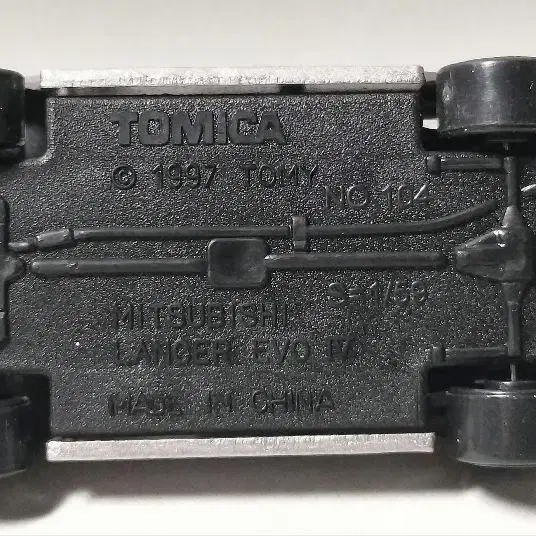 TOMICA
© 1997 TOMY
NO 104
S=1/59
MITSUBISHI
LANCER EVO IV
MADE IN CHINA